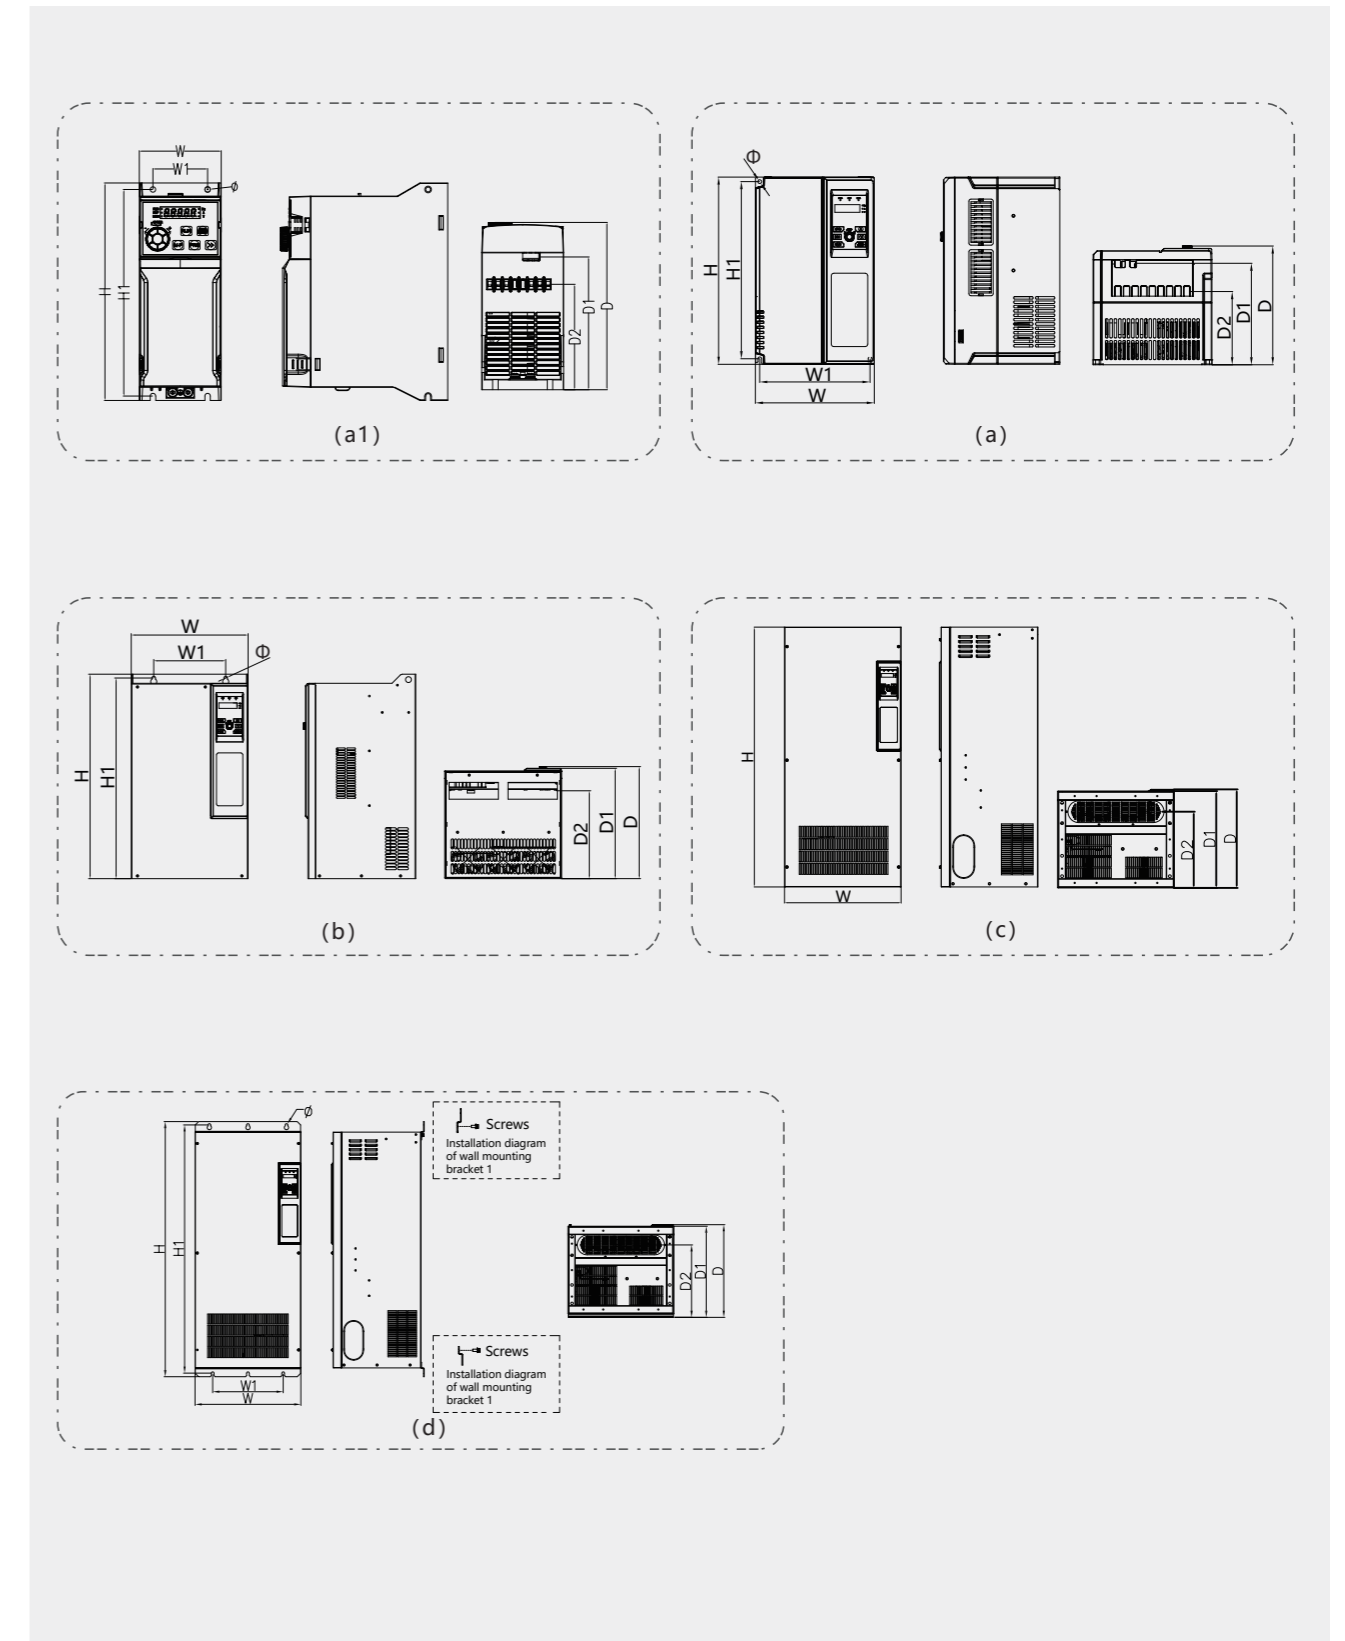 W
W1
ø
H
H1
D2
D1
D
(a1)
Φ
H
H1
W1
W
D2
D1
D
(a)
W
W1
Φ
H
H1
D2
D1
D
(b)
H
W
D2
D1
D
(c)
ø
H
H1
W1
W
Screws
Installation diagram
of wall mounting
bracket 1
Screws
Installation diagram
of wall mounting
bracket 1
D2
D1
D
(d)